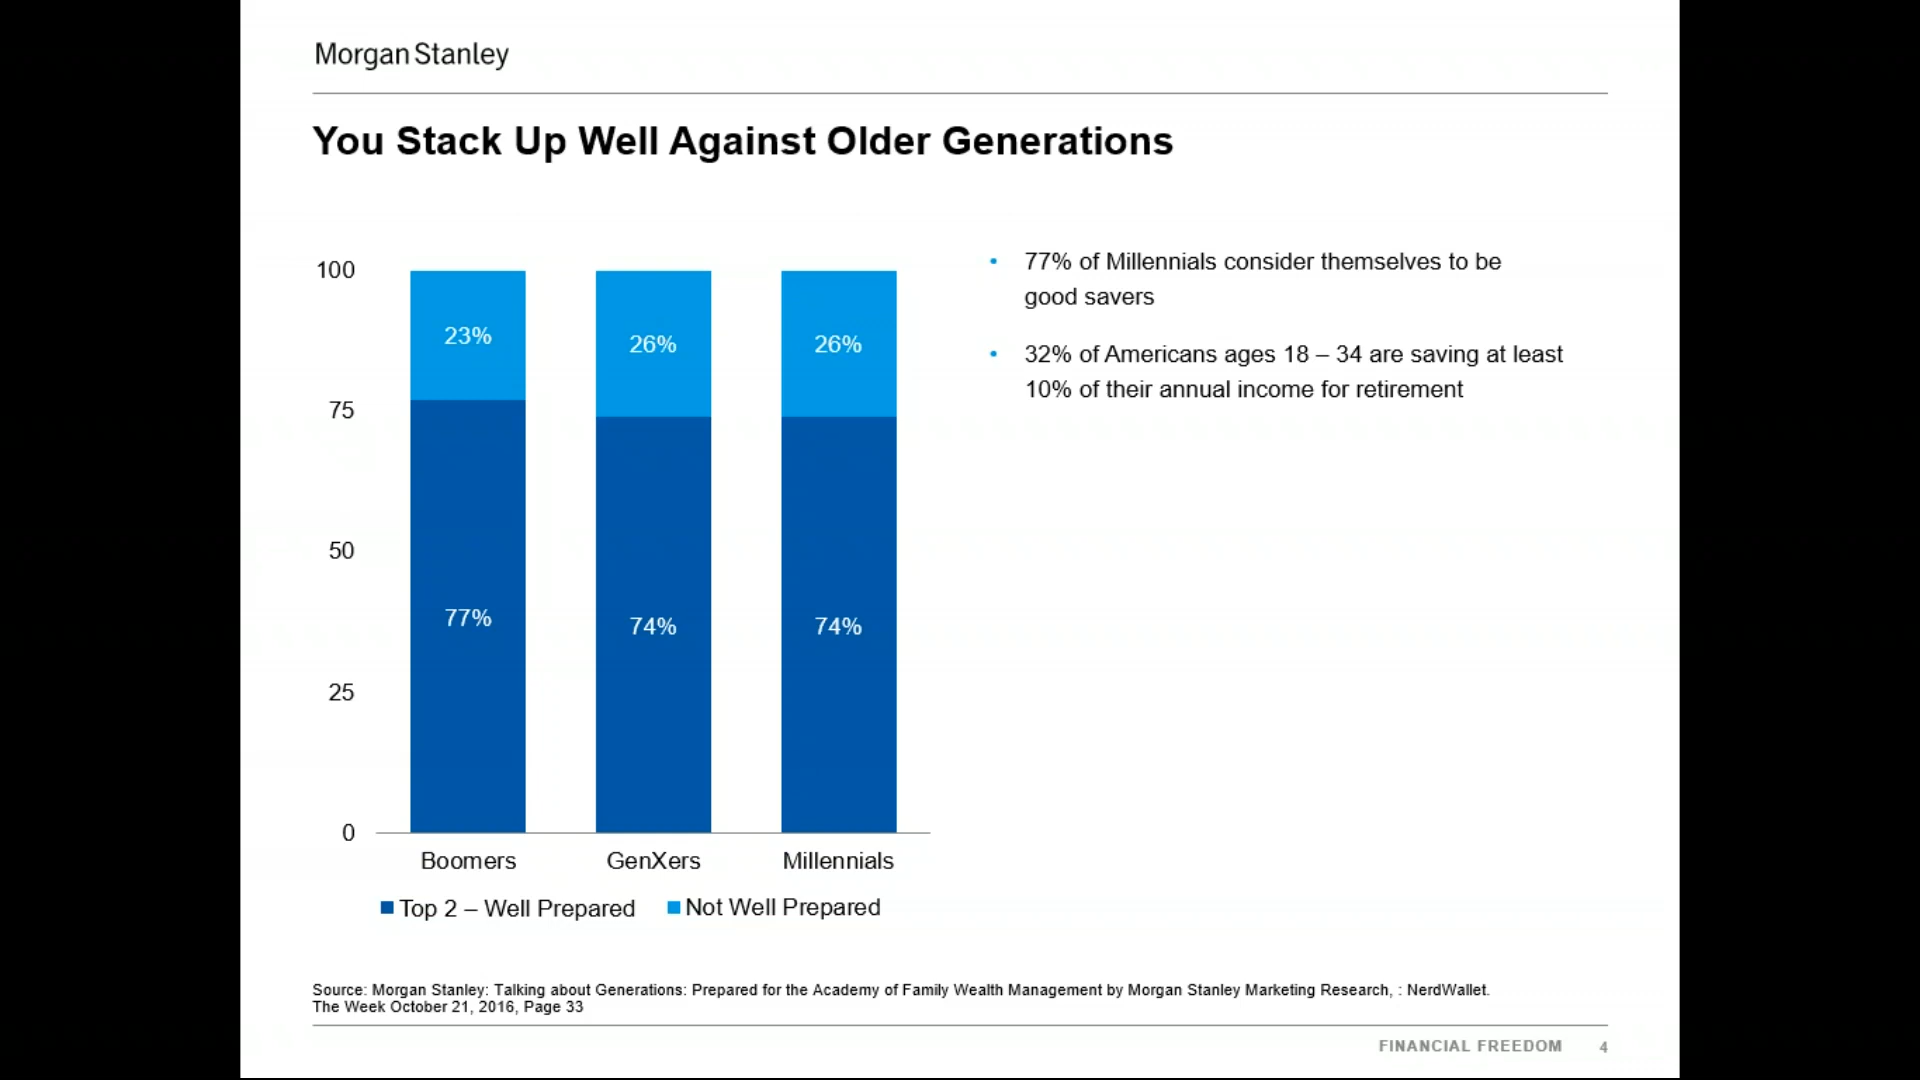 Morgan Stanley
You Stack Up Well Against Older Generations
100
75
50
25
0
23%
26%
26%
77%
74%
74%
Boomers
GenXers
Millennials
Top 2 – Well Prepared
Not Well Prepared
• 77% of Millennials consider themselves to be
good savers
• 32% of Americans ages 18 – 34 are saving at least
10% of their annual income for retirement
Source: Morgan Stanley: Talking about Generations: Prepared for the Academy of Family Wealth Management by Morgan Stanley Marketing Research, : NerdWallet.
The Week October 21, 2016, Page 33
FINANCIAL FREEDOM 4